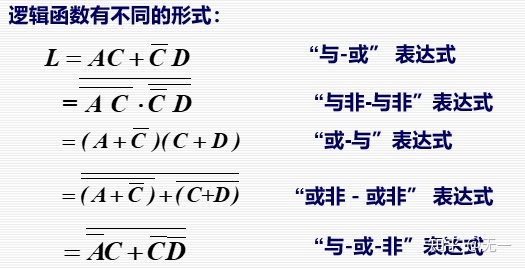 逻辑函数有不同的形式：
$L = AC + \overline{C} D$ “与-或” 表达式
$= \overline{\overline{A C} \cdot \overline{\overline{C} D}}$ “与非-与非” 表达式
$= (A + \overline{C})(C + D)$ “或-与” 表达式
$= \overline{\overline{(A + \overline{C})} + \overline{(C+D)}}$ “或非 - 或非” 表达式
$= \overline{\overline{A}C + \overline{C}\overline{D}}$ “与-或-非” 表达式
知乎